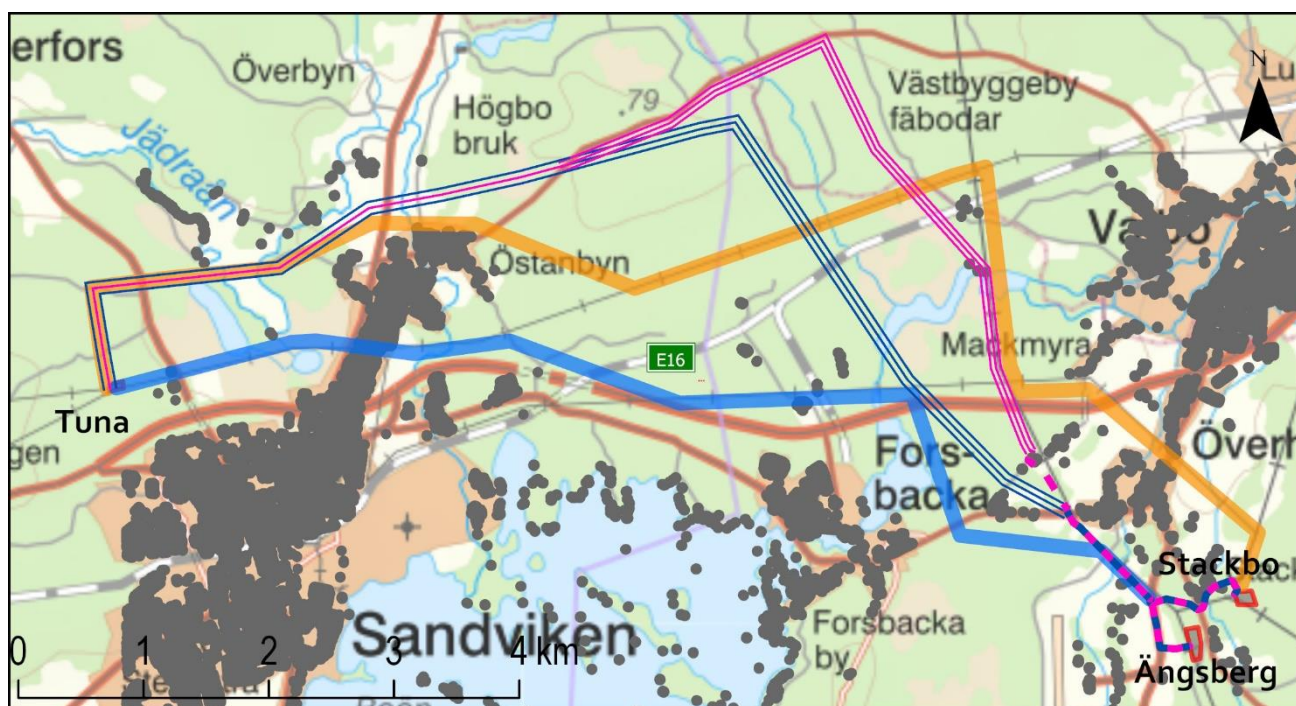 erfors
Överbyn
Högbo
bruk
.79
Västbyggeby
fäbodar
N
Lu
Jädraån
Östanbyn
E16
Mackmyra
Tuna
gen
Fors-
backa
Överh
Stackbo
Sandviken
Forsbacka
by
Ängsberg
0 1 2 3 4 km